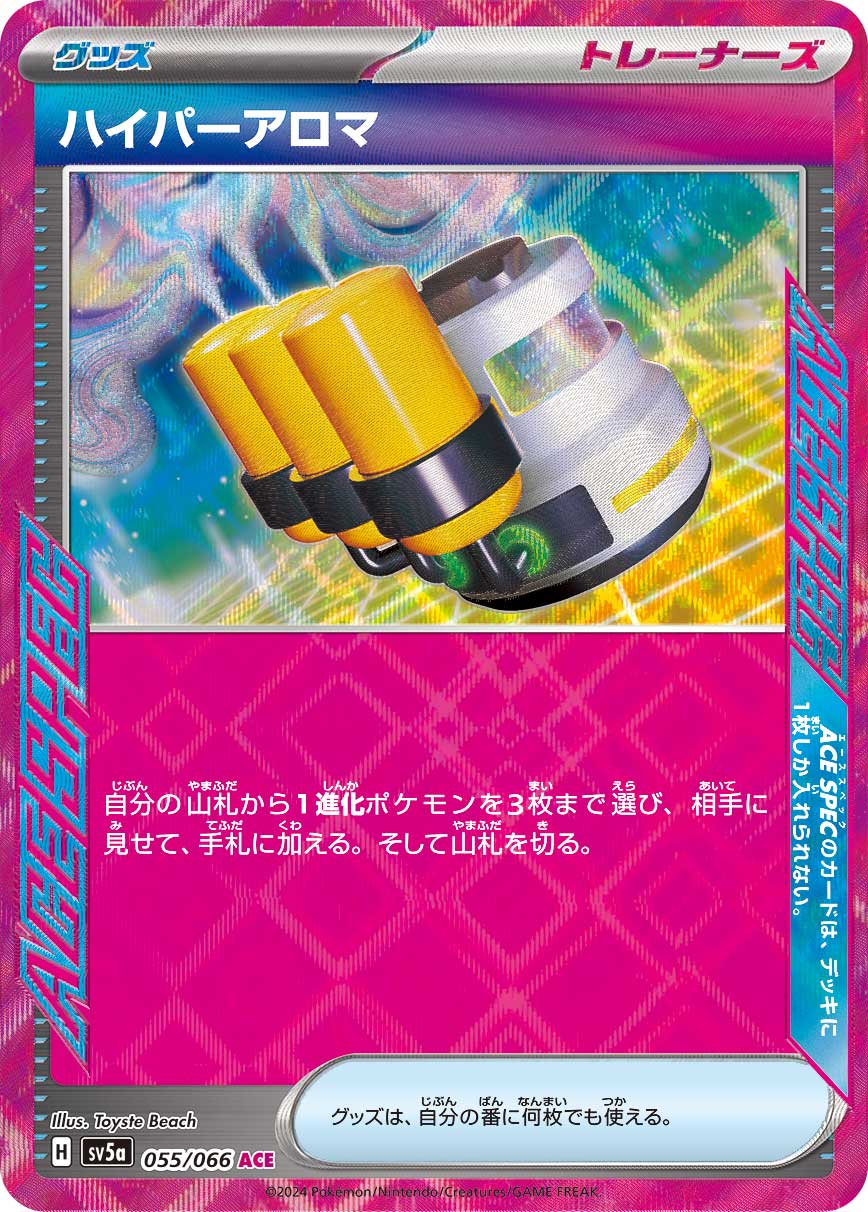 グッズ
トレーナーズ
ハイパーアロマ
ACE SPEC
ACE SPEC
自分の山札から1進化ポケモンを3枚まで選び、相手に
見せて、手札に加える。そして山札を切る。
ACE SPECのカードは、デッキに
1枚しか入れられない。
グッズは、自分の番に何枚でも使える。
Illus. Toyste Beach
H sv5a 055/066 ACE
©2024 Pokémon/Nintendo/Creatures/GAME FREAK